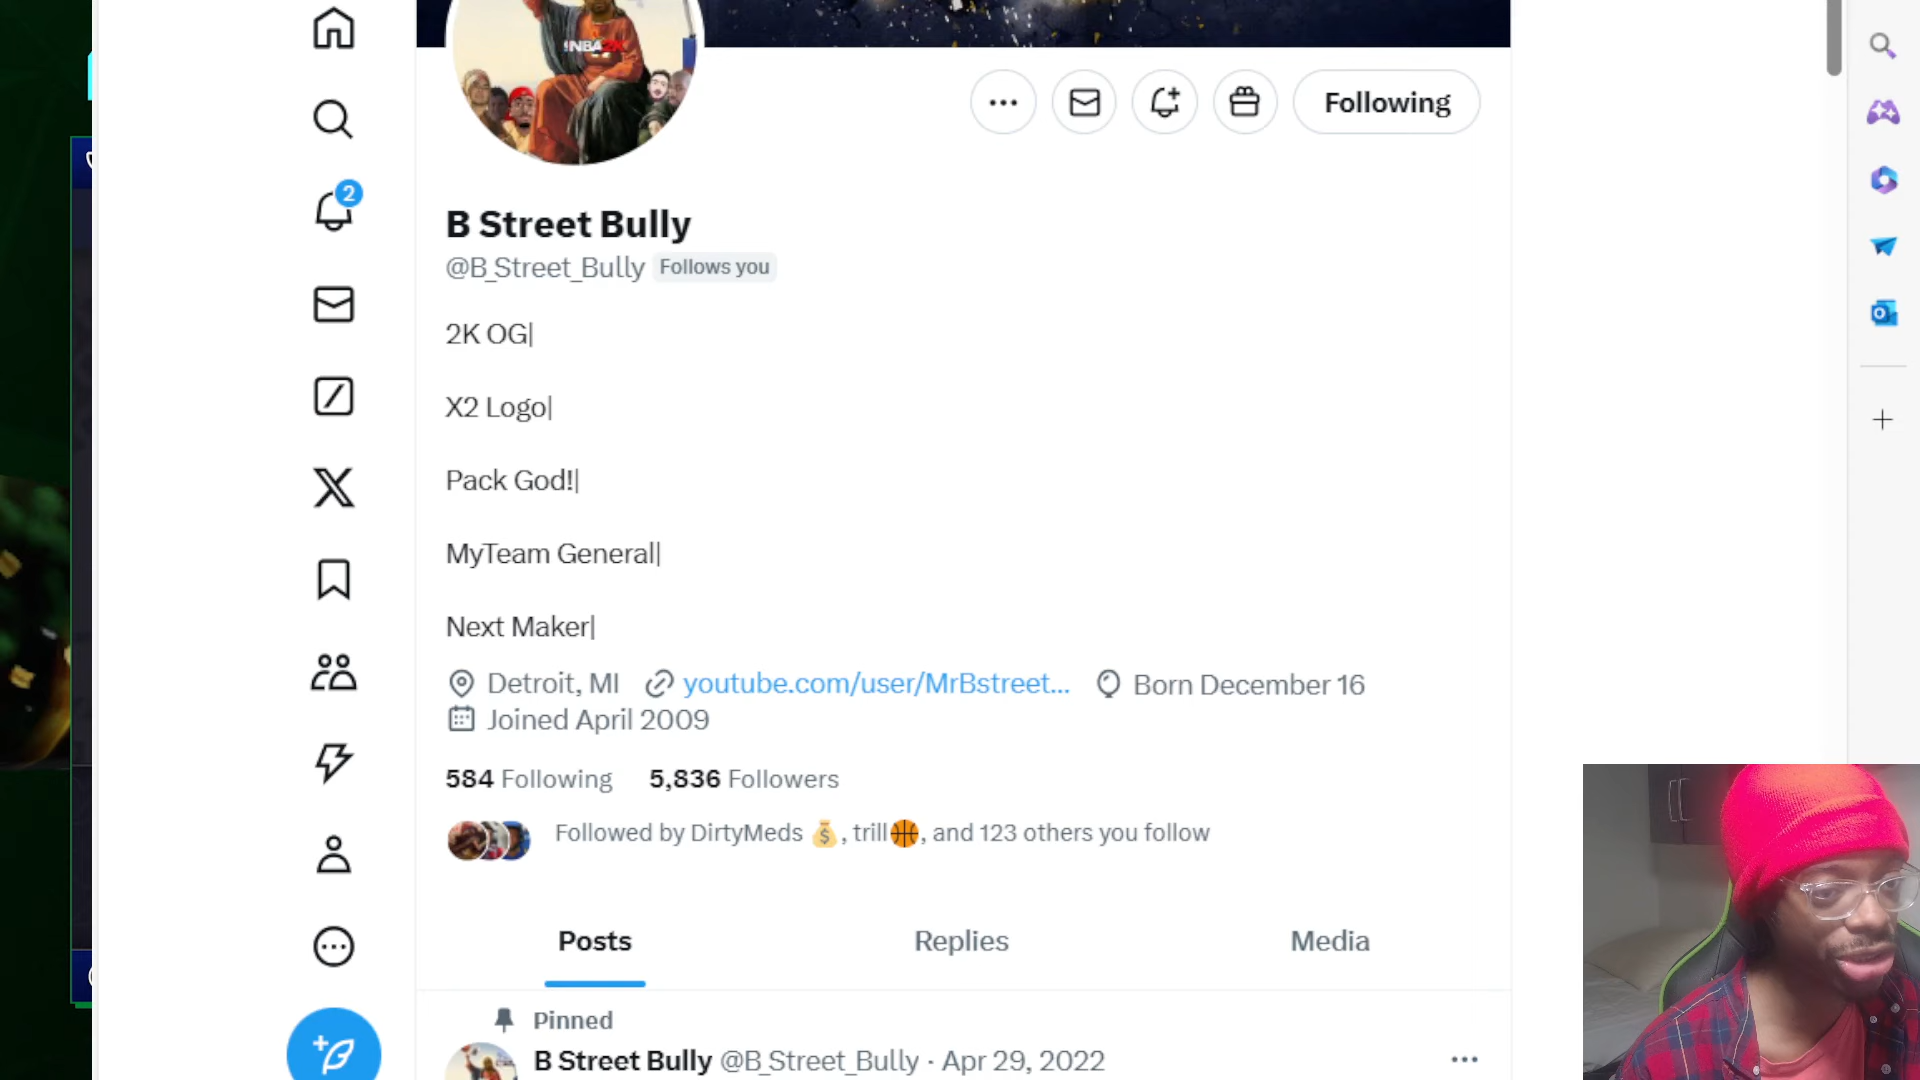 NBA2K
Following
B Street Bully
@B_Street_Bully Follows you
2K OG|
X2 Logo|
Pack God!|
MyTeam General|
Next Maker|
Detroit, MI youtube.com/user/MrBstreet... Born December 16
Joined April 2009
584 Following 5,836 Followers
Followed by DirtyMeds 💰, trill🏀, and 123 others you follow
Posts Replies Media
Pinned
B Street Bully @B_Street_Bully · Apr 29, 2022
2